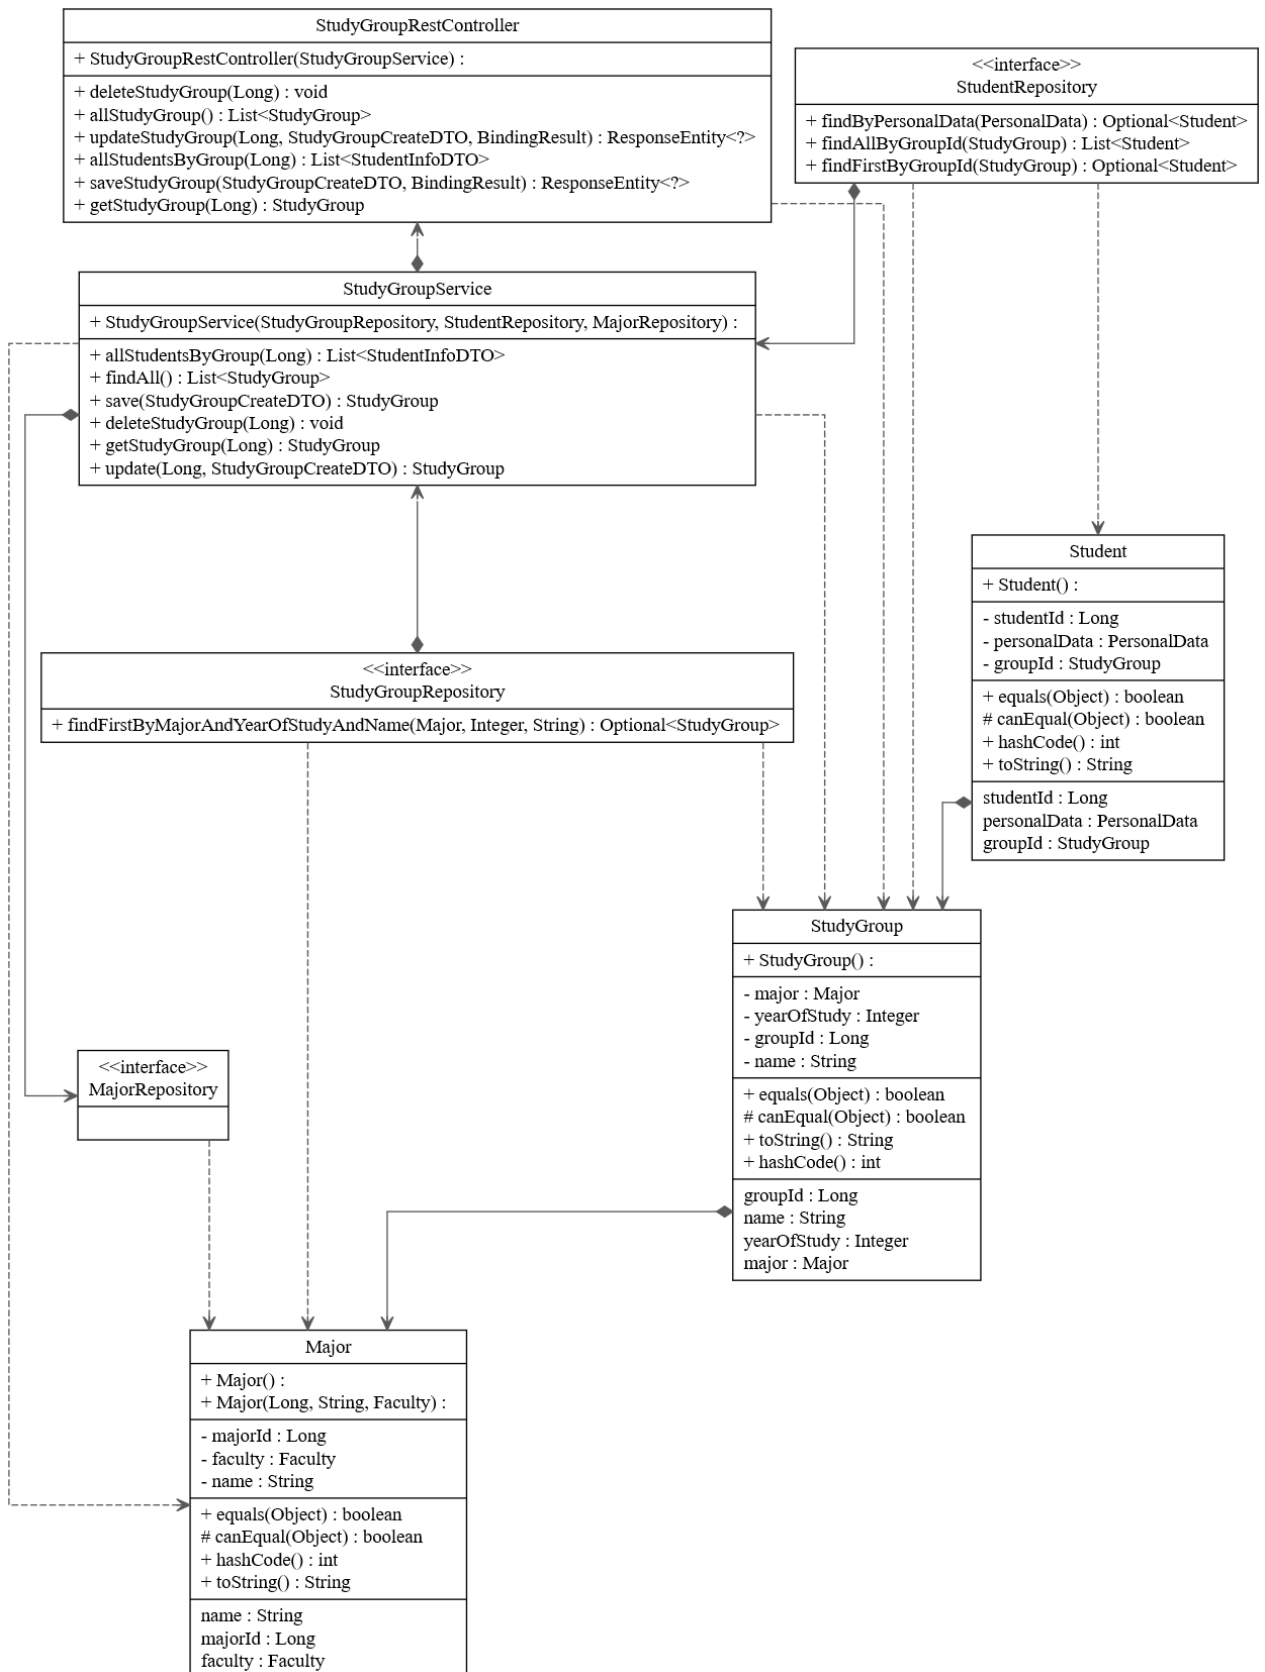 StudyGroupRestController
+ StudyGroupRestController(StudyGroupService) :
+ deleteStudyGroup(Long) : void
+ allStudyGroup() : List<StudyGroup>
+ updateStudyGroup(Long, StudyGroupCreateDTO, BindingResult) : ResponseEntity<?>
+ allStudentsByGroup(Long) : List<StudentInfoDTO>
+ saveStudyGroup(StudyGroupCreateDTO, BindingResult) : ResponseEntity<?>
+ getStudyGroup(Long) : StudyGroup
<<interface>>
StudentRepository
+ findByPersonalData(PersonalData) : Optional<Student>
+ findAllByGroupId(StudyGroup) : List<Student>
+ findFirstByGroupId(StudyGroup) : Optional<Student>
StudyGroupService
+ StudyGroupService(StudyGroupRepository, StudentRepository, MajorRepository) :
+ allStudentsByGroup(Long) : List<StudentInfoDTO>
+ findAll() : List<StudyGroup>
+ save(StudyGroupCreateDTO) : StudyGroup
+ deleteStudyGroup(Long) : void
+ getStudyGroup(Long) : StudyGroup
+ update(Long, StudyGroupCreateDTO) : StudyGroup
Student
+ Student() :
- studentId : Long
- personalData : PersonalData
- groupId : StudyGroup
+ equals(Object) : boolean
# canEqual(Object) : boolean
+ hashCode() : int
+ toString() : String
studentId : Long
personalData : PersonalData
groupId : StudyGroup
<<interface>>
StudyGroupRepository
+ findFirstByMajorAndYearOfStudyAndName(Major, Integer, String) : Optional<StudyGroup>
StudyGroup
+ StudyGroup() :
- major : Major
- yearOfStudy : Integer
- groupId : Long
- name : String
+ equals(Object) : boolean
# canEqual(Object) : boolean
+ toString() : String
+ hashCode() : int
groupId : Long
name : String
yearOfStudy : Integer
major : Major
<<interface>>
MajorRepository
Major
+ Major() :
+ Major(Long, String, Faculty) :
- majorId : Long
- faculty : Faculty
- name : String
+ equals(Object) : boolean
# canEqual(Object) : boolean
+ hashCode() : int
+ toString() : String
name : String
majorId : Long
faculty : Faculty